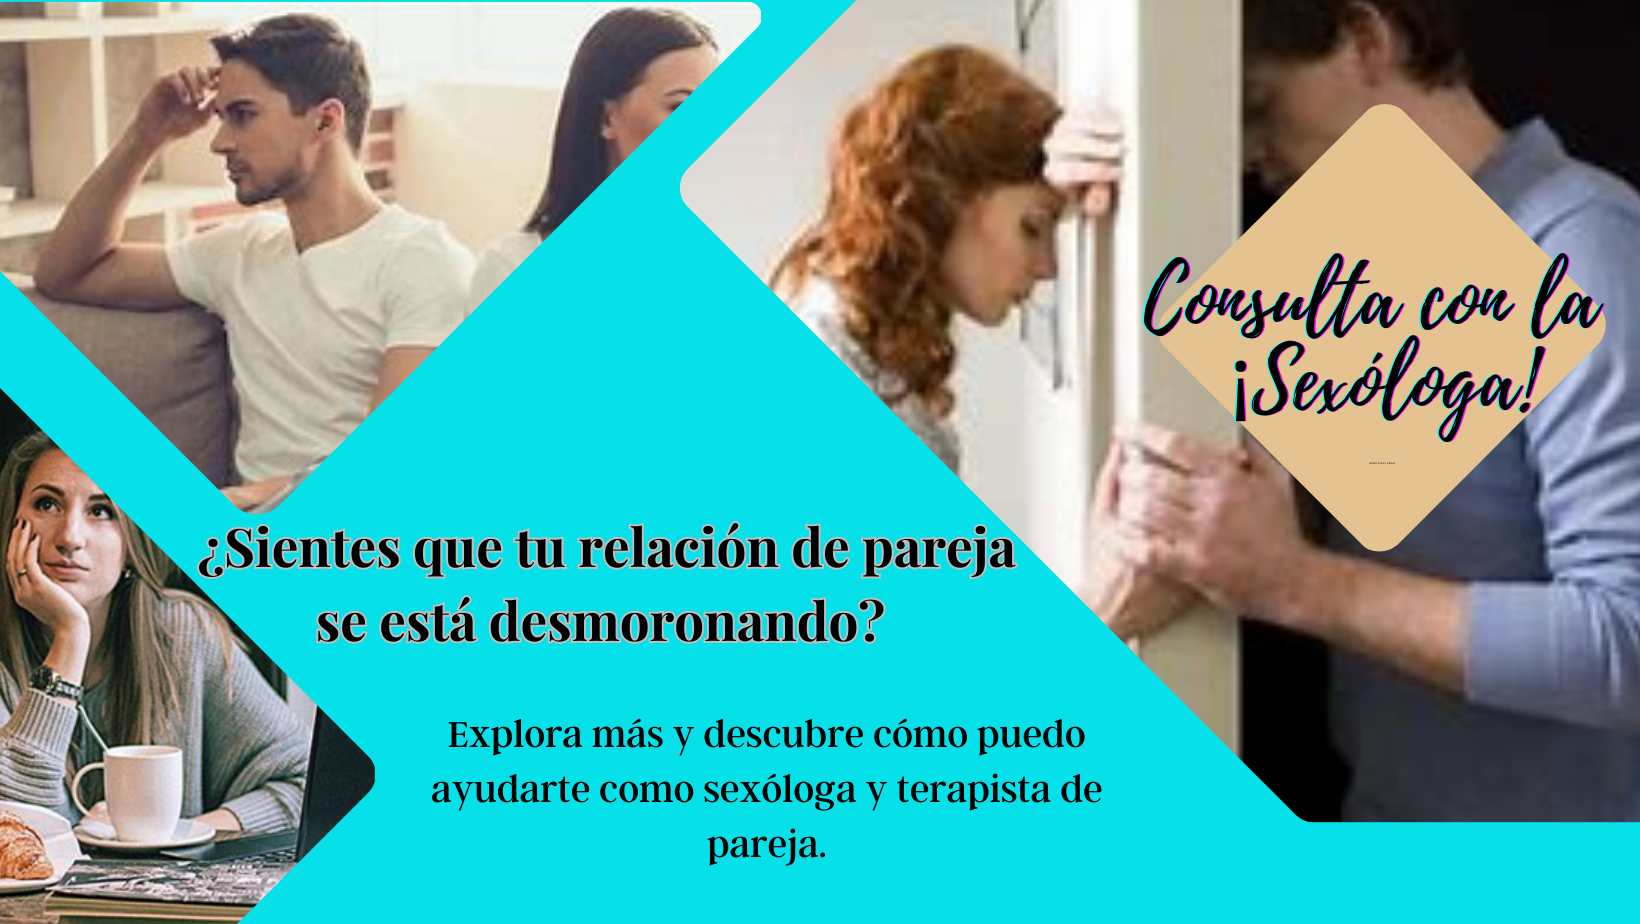 Consulta con la
¡Sexóloga!
¿Sientes que tu relación de pareja
se está desmoronando?
Explora más y descubre cómo puedo
ayudarte como sexóloga y terapista de
pareja.